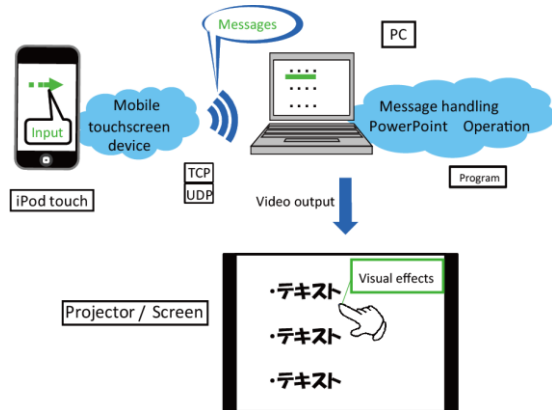 Messages
PC
Input
Mobile
touchscreen
device
Message handling
PowerPoint Operation
TCP
UDP
iPod touch
Program
Video output
Visual effects
・テキスト
Projector / Screen
・テキスト
・テキスト